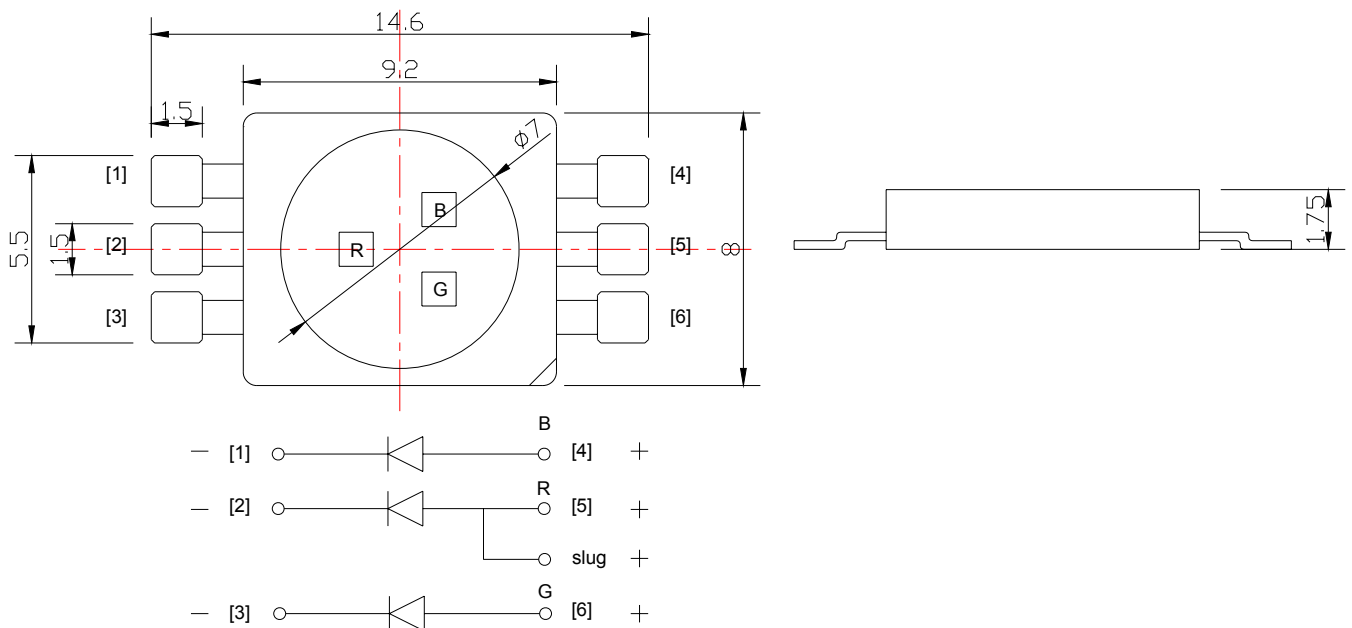 14.6
9.2
1.5
ø7
[1] [4]
B
5.5 1.5 [2] R [5] 8 1.75
G
[3] [6]
B
− [1] [4] +
R
− [2] [5] +
slug +
G
− [3] [6] +